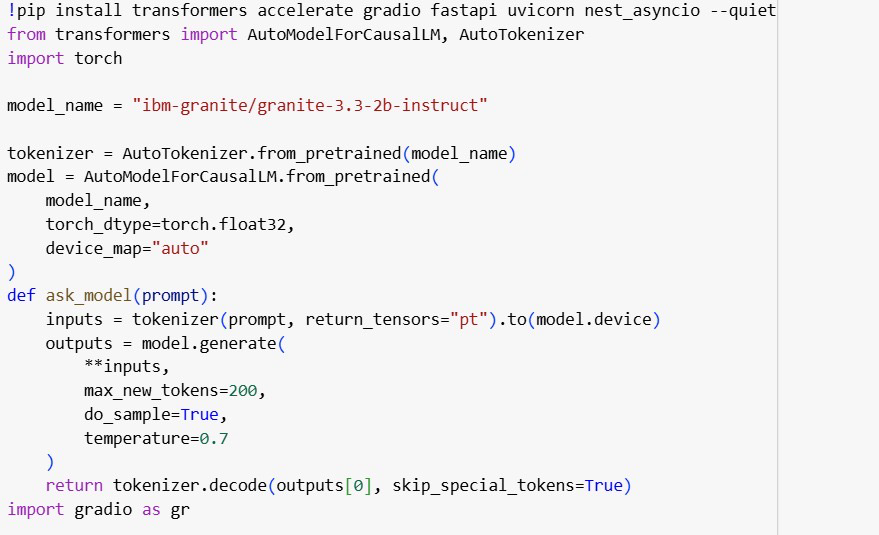 !pip install transformers accelerate gradio fastapi uvicorn nest_asyncio --quiet
from transformers import AutoModelForCausalLM, AutoTokenizer
import torch

model_name = "ibm-granite/granite-3.3-2b-instruct"

tokenizer = AutoTokenizer.from_pretrained(model_name)
model = AutoModelForCausalLM.from_pretrained(
    model_name,
    torch_dtype=torch.float32,
    device_map="auto"
)
def ask_model(prompt):
    inputs = tokenizer(prompt, return_tensors="pt").to(model.device)
    outputs = model.generate(
        **inputs,
        max_new_tokens=200,
        do_sample=True,
        temperature=0.7
    )
    return tokenizer.decode(outputs[0], skip_special_tokens=True)
import gradio as gr